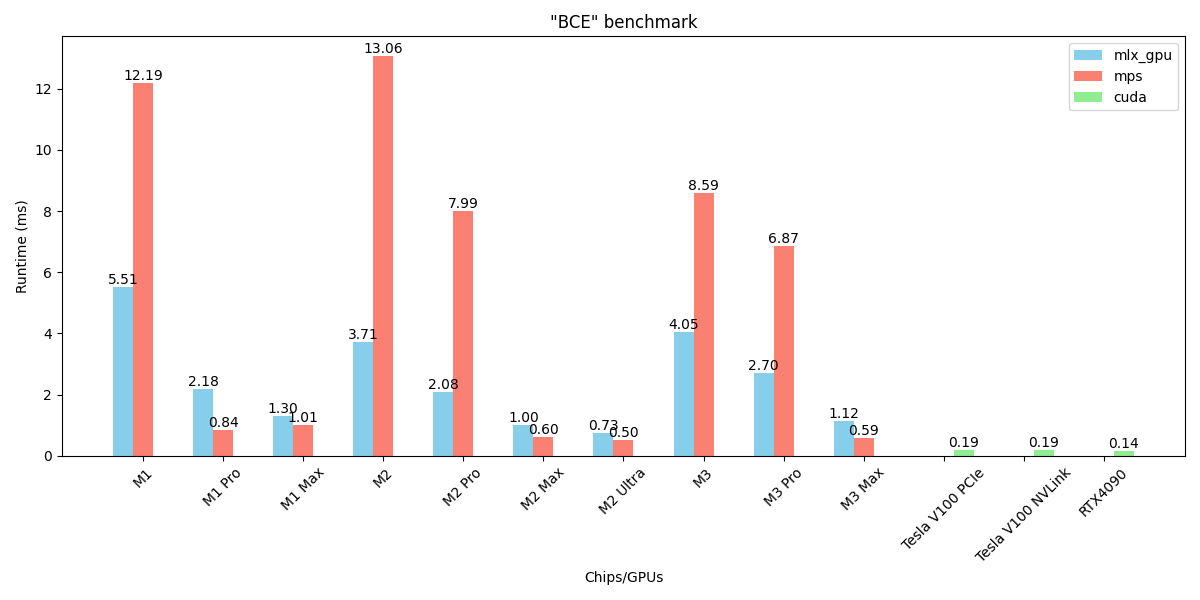 "BCE" benchmark
mlx_gpu
mps
cuda
Runtime (ms)
12
10
8
6
4
2
0
5.51
12.19
2.18
0.84
1.30
1.01
3.71
13.06
2.08
7.99
1.00
0.60
0.73
0.50
4.05
8.59
2.70
6.87
1.12
0.59
0.19
0.19
0.14
M1
M1 Pro
M1 Max
M2
M2 Pro
M2 Max
M2 Ultra
M3
M3 Pro
M3 Max
Tesla V100 PCIe
Tesla V100 NVLink
RTX4090
Chips/GPUs